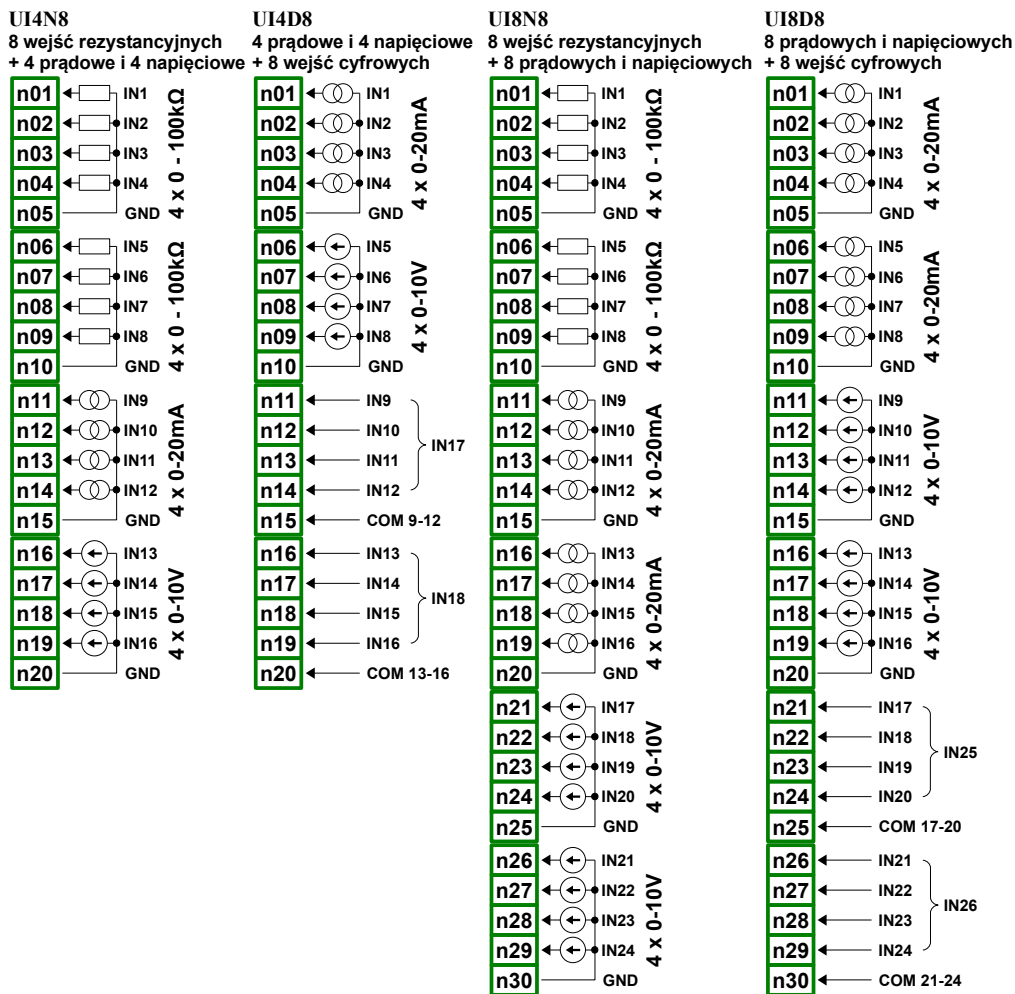 UI4N8
8 wejść rezystancyjnych
+ 4 prądowe i 4 napięciowe
n01 IN1
n02 IN2
n03 IN3
n04 IN4
n05 GND
4 x 0 - 100kΩ
n06 IN5
n07 IN6
n08 IN7
n09 IN8
n10 GND
4 x 0 - 100kΩ
n11 IN9
n12 IN10
n13 IN11
n14 IN12
n15 GND
4 x 0-20mA
n16 IN13
n17 IN14
n18 IN15
n19 IN16
n20 GND
4 x 0-10V
UI4D8
4 prądowe i 4 napięciowe
+ 8 wejść cyfrowych
n01 IN1
n02 IN2
n03 IN3
n04 IN4
n05 GND
4 x 0-20mA
n06 IN5
n07 IN6
n08 IN7
n09 IN8
n10 GND
4 x 0-10V
n11 IN9
n12 IN10
n13 IN11
n14 IN12
IN17
n15 COM 9-12
n16 IN13
n17 IN14
n18 IN15
n19 IN16
IN18
n20 COM 13-16
UI8N8
8 wejść rezystancyjnych
+ 8 prądowych i napięciowych
n01 IN1
n02 IN2
n03 IN3
n04 IN4
n05 GND
4 x 0 - 100kΩ
n06 IN5
n07 IN6
n08 IN7
n09 IN8
n10 GND
4 x 0 - 100kΩ
n11 IN9
n12 IN10
n13 IN11
n14 IN12
n15 GND
4 x 0-20mA
n16 IN13
n17 IN14
n18 IN15
n19 IN16
n20 GND
4 x 0-20mA
n21 IN17
n22 IN18
n23 IN19
n24 IN20
n25 GND
4 x 0-10V
n26 IN21
n27 IN22
n28 IN23
n29 IN24
n30 GND
4 x 0-10V
UI8D8
8 prądowych i napięciowych
+ 8 wejść cyfrowych
n01 IN1
n02 IN2
n03 IN3
n04 IN4
n05 GND
4 x 0-20mA
n06 IN5
n07 IN6
n08 IN7
n09 IN8
n10 GND
4 x 0-20mA
n11 IN9
n12 IN10
n13 IN11
n14 IN12
n15 GND
4 x 0-10V
n16 IN13
n17 IN14
n18 IN15
n19 IN16
n20 GND
4 x 0-10V
n21 IN17
n22 IN18
n23 IN19
n24 IN20
IN25
n25 COM 17-20
n26 IN21
n27 IN22
n28 IN23
n29 IN24
IN26
n30 COM 21-24